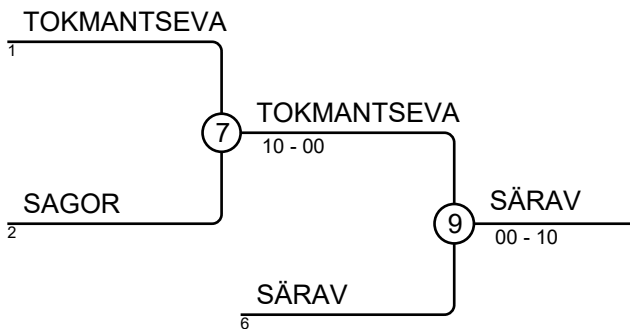 TOKMANTSEVA
1
7
TOKMANTSEVA
10 - 00
SAGOR
2
9
SÄRAV
00 - 10
SÄRAV
6